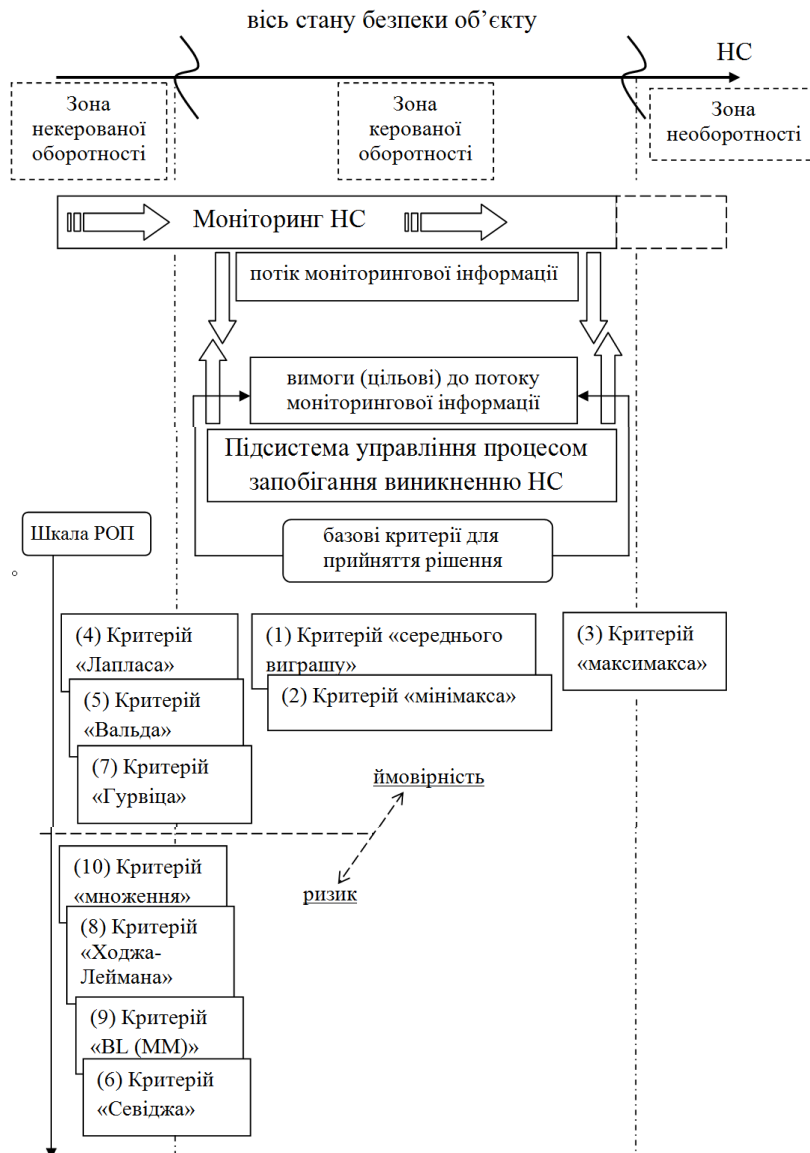 вісь стану безпеки об’єкту
НС
Зона
некерованої
оборотності
Зона
керованої
оборотності
Зона
необоротності
Моніторинг НС
потік моніторингової інформації
вимоги (цільові) до потоку
моніторингової інформації
Підсистема управління процесом
запобігання виникненню НС
Шкала РОП
базові критерії для
прийняття рішення
(4) Критерій
«Лапласа»
(1) Критерій «середнього
виграшу»
(3) Критерій
«максимакса»
(2) Критерій «мінімакса»
(5) Критерій
«Вальда»
(7) Критерій
«Гурвіца»
ймовірність
ризик
(10) Критерій
«множення»
(8) Критерій
«Ходжа-
Леймана»
(9) Критерій
«BL (MM)»
(6) Критерій
«Севіджа»